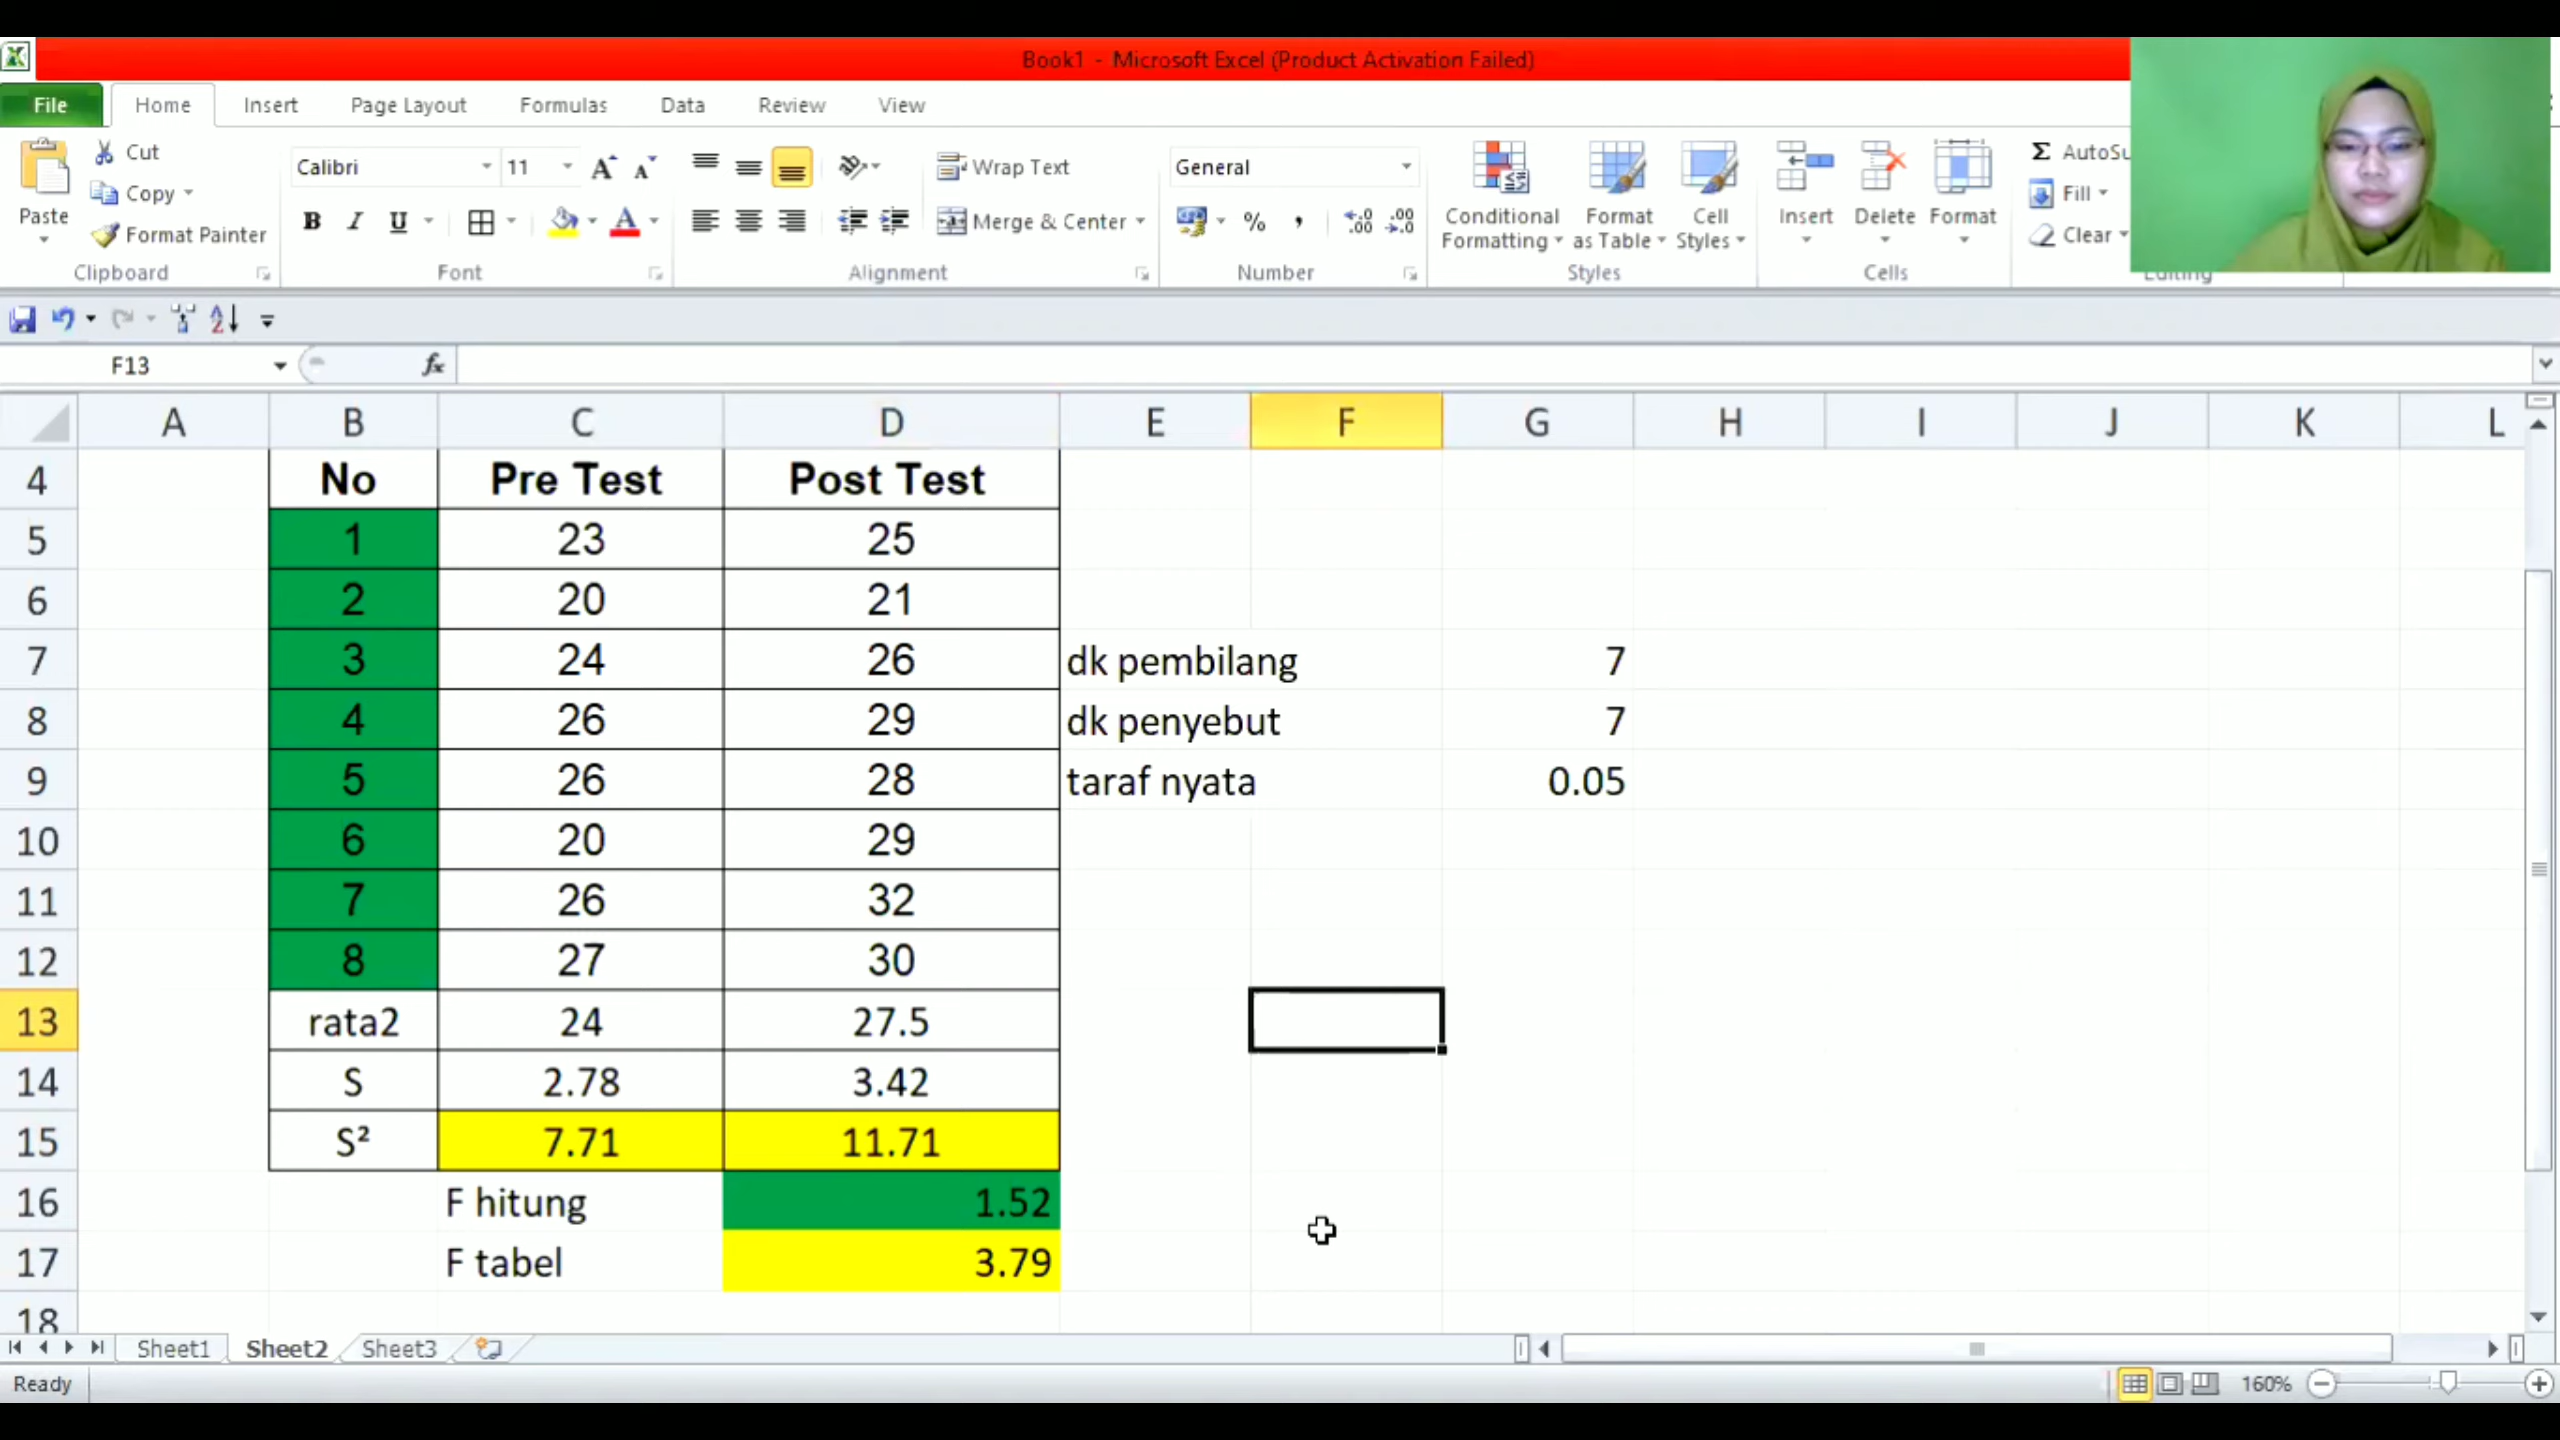 Book1 - Microsoft Excel (Product Activation Failed)
File Home Insert Page Layout Formulas Data Review View
Paste
Cut
Copy
Format Painter
Clipboard
Calibri 11
B I U
Font
Wrap Text
Merge & Center
Alignment
General
% ,
Number
Conditional Formatting
Format as Table
Cell Styles
Styles
Insert Delete Format
Cells
Σ AutoSu
Fill
Clear
Editing
F13 fx
A B C D E F G H I J K L
4 No Pre Test Post Test
5 1 23 25
6 2 20 21
7 3 24 26 dk pembilang 7
8 4 26 29 dk penyebut 7
9 5 26 28 taraf nyata 0.05
10 6 20 29
11 7 26 32
12 8 27 30
13 rata2 24 27.5
14 S 2.78 3.42
15 S² 7.71 11.71
16 F hitung 1.52
17 F tabel 3.79
18
Sheet1 Sheet2 Sheet3
Ready 160%